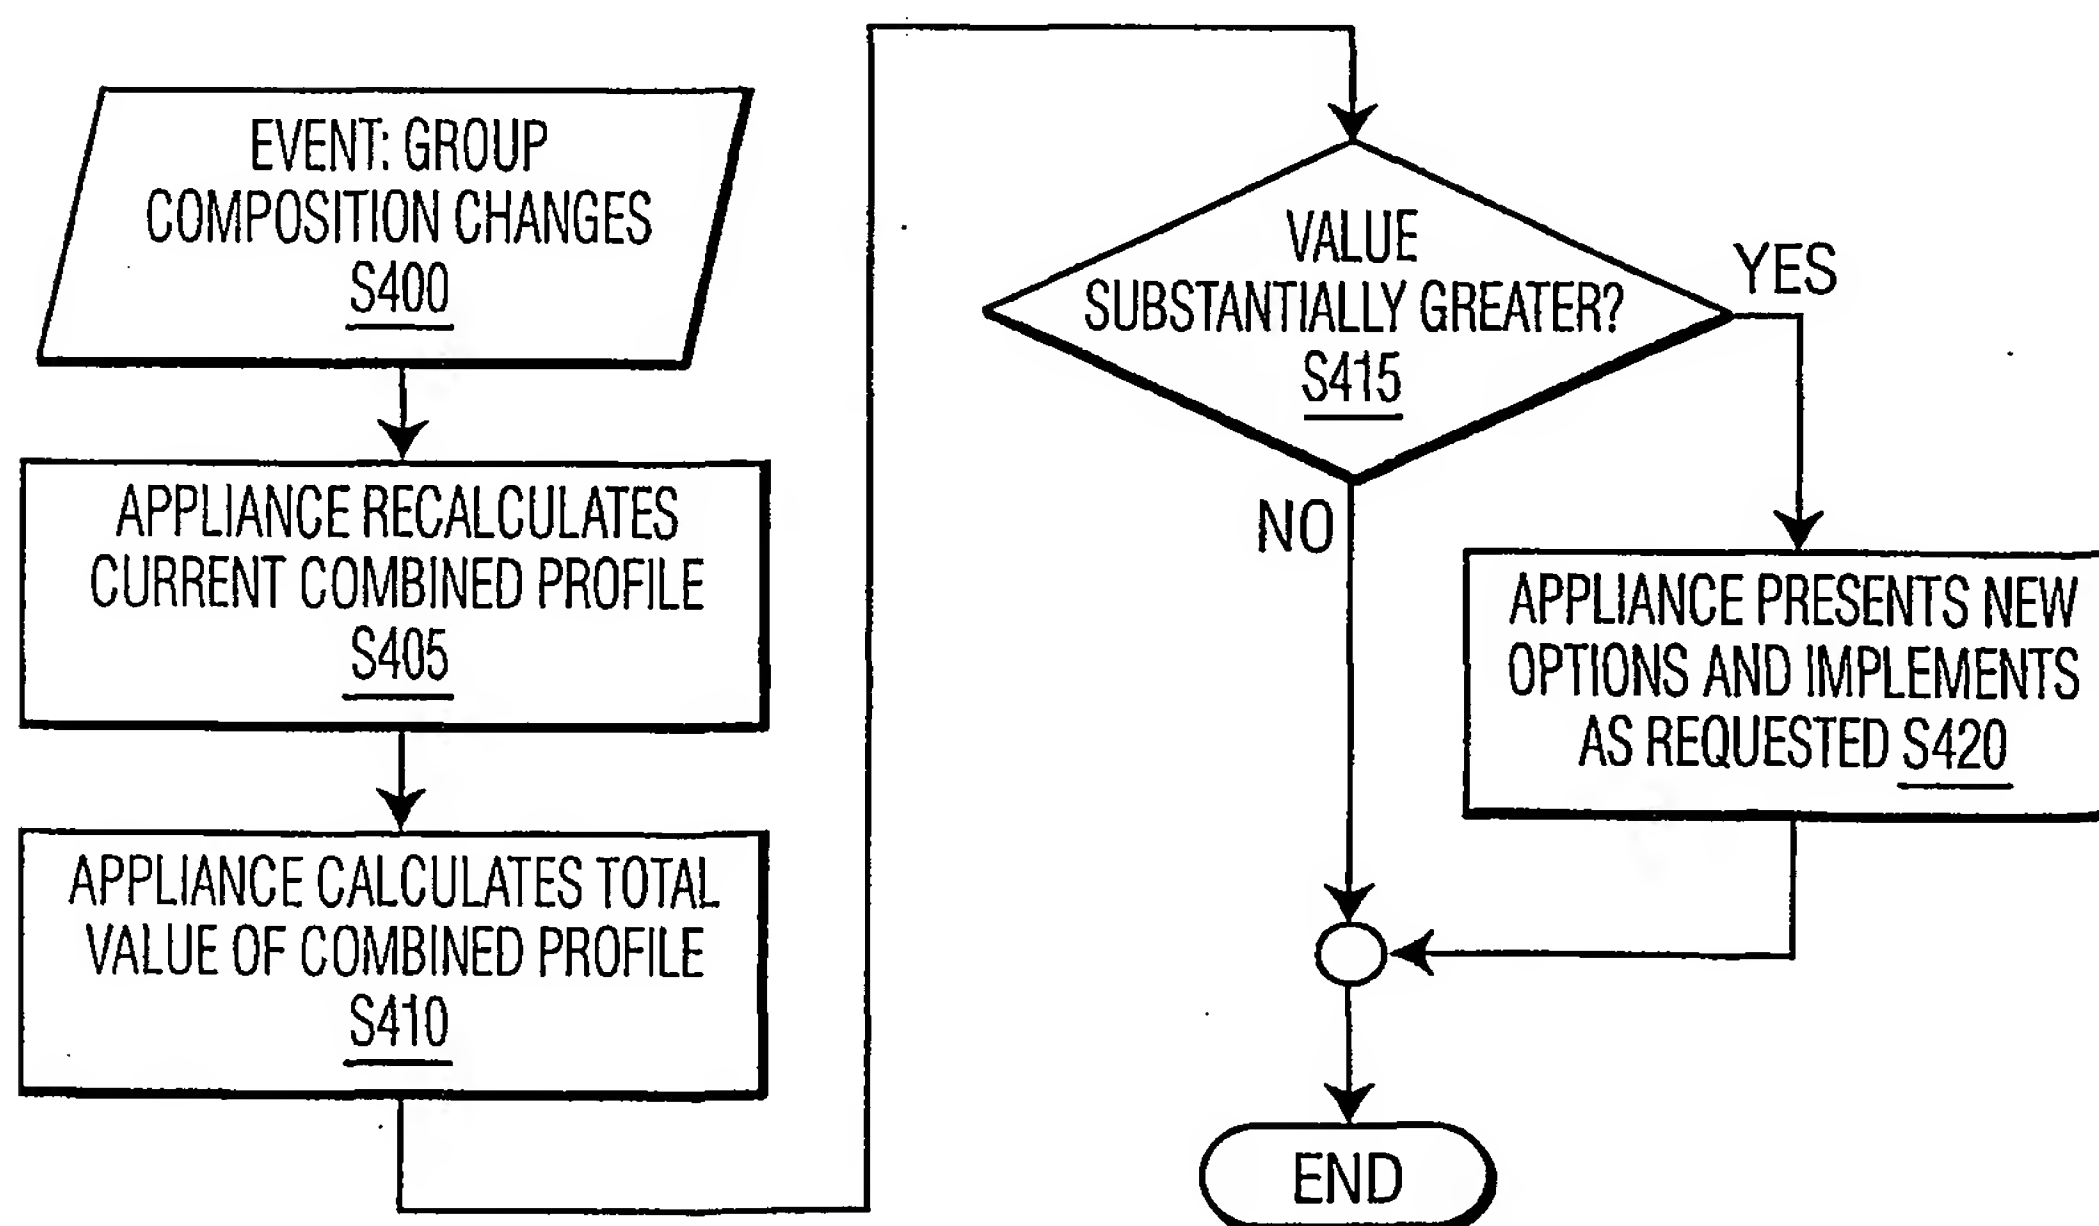 EVENT: GROUP
COMPOSITION CHANGES
S400
APPLIANCE RECALCULATES
CURRENT COMBINED PROFILE
S405
APPLIANCE CALCULATES TOTAL
VALUE OF COMBINED PROFILE
S410
VALUE
SUBSTANTIALLY GREATER?
S415
YES
NO
APPLIANCE PRESENTS NEW
OPTIONS AND IMPLEMENTS
AS REQUESTED S420
END